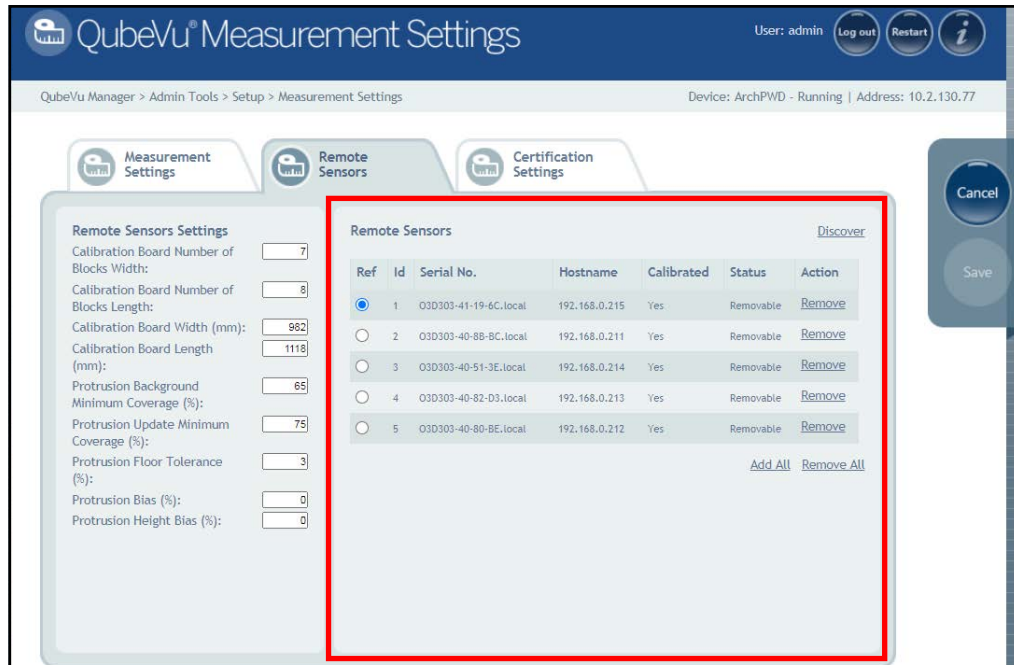 QubeVu® Measurement Settings
User: admin
Log out
Restart
i
QubeVu Manager > Admin Tools > Setup > Measurement Settings
Device: ArchPWD - Running | Address: 10.2.130.77
Measurement
Settings
Remote
Sensors
Certification
Settings
Cancel
Save
Remote Sensors Settings
Calibration Board Number of
Blocks Width: 7
Calibration Board Number of
Blocks Length: 8
Calibration Board Width (mm): 982
Calibration Board Length
(mm): 1118
Protrusion Background
Minimum Coverage (%): 65
Protrusion Update Minimum
Coverage (%): 75
Protrusion Floor Tolerance
(%): 3
Protrusion Bias (%): 0
Protrusion Height Bias (%): 0
Remote Sensors
Discover
Ref Id Serial No. Hostname Calibrated Status Action
1 O3D303-41-19-6C.local 192.168.0.215 Yes Removable Remove
2 O3D303-40-8B-BC.local 192.168.0.211 Yes Removable Remove
3 O3D303-40-51-3E.local 192.168.0.214 Yes Removable Remove
4 O3D303-40-82-D3.local 192.168.0.213 Yes Removable Remove
5 O3D303-40-80-BE.local 192.168.0.212 Yes Removable Remove
Add All Remove All